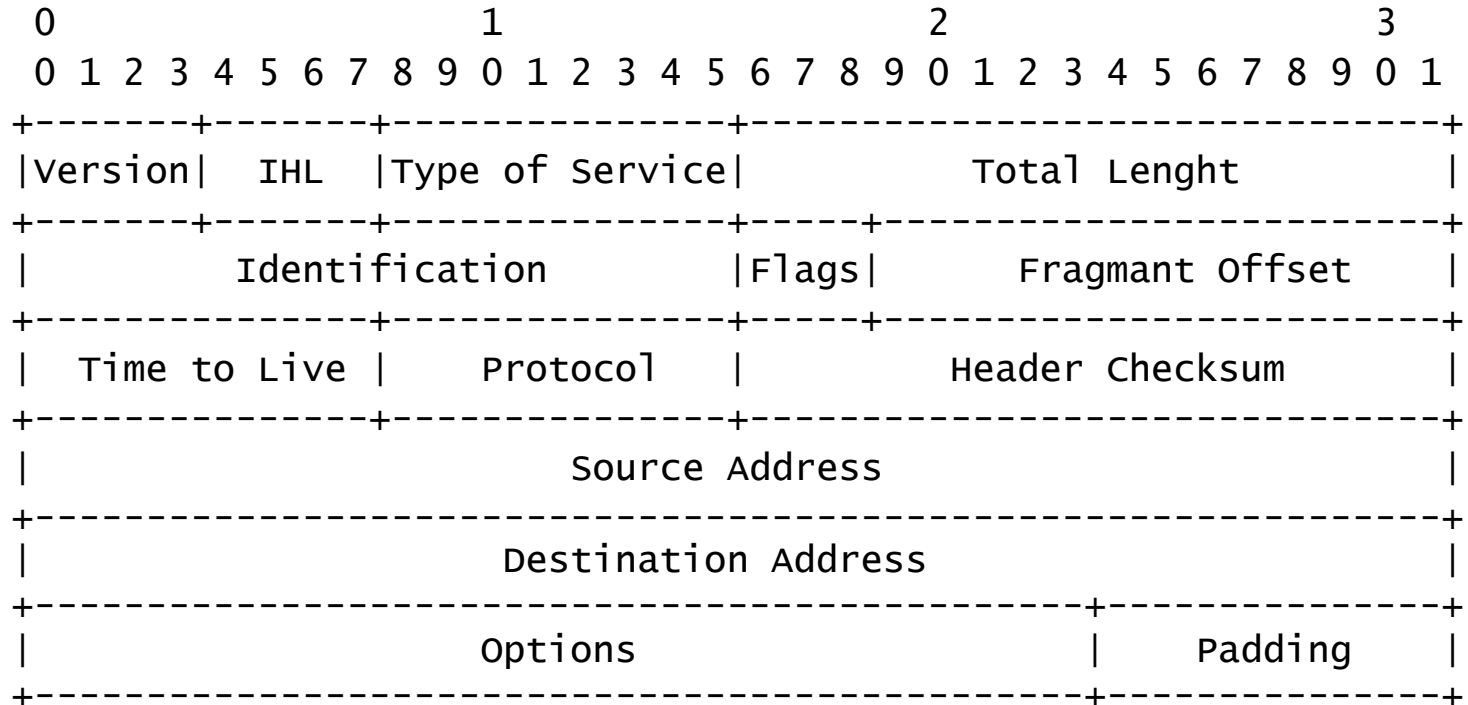 0 1 2 3
0 1 2 3 4 5 6 7 8 9 0 1 2 3 4 5 6 7 8 9 0 1 2 3 4 5 6 7 8 9 0 1
|Version| IHL |Type of Service| Total Lenght |
| Identification |Flags| Fragmant Offset |
| Time to Live | Protocol | Header Checksum |
| Source Address |
| Destination Address |
| Options | Padding |